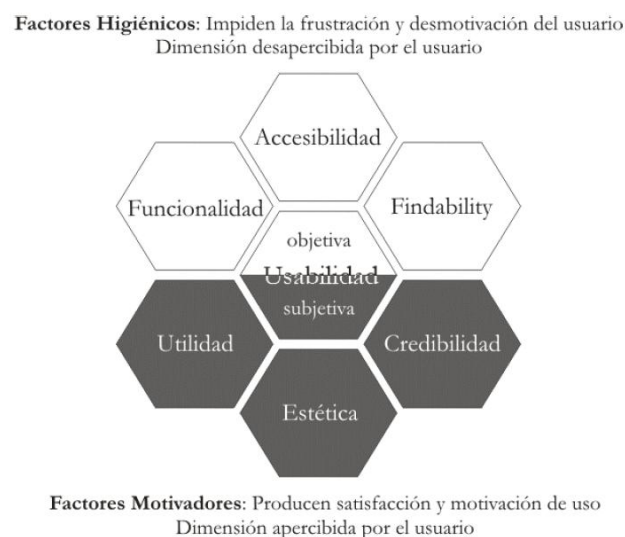 Factores Higiénicos: Impiden la frustración y desmotivación del usuario
Dimensión desapercibida por el usuario
Accesibilidad
Funcionalidad
Findability
objetiva
Usabilidad
subjetiva
Utilidad
Credibilidad
Estética
Factores Motivadores: Producen satisfacción y motivación de uso
Dimensión apercibida por el usuario